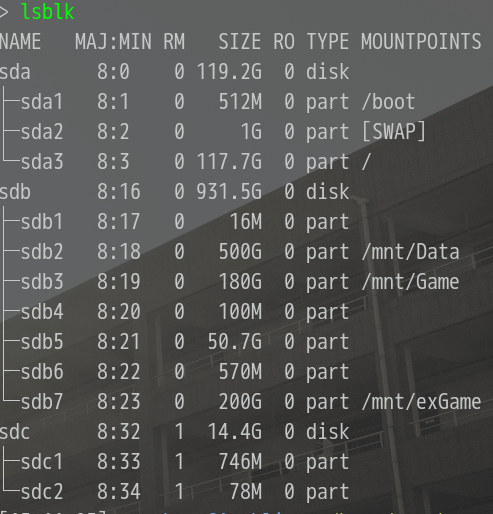 > lsblk
NAME   MAJ:MIN RM   SIZE RO TYPE MOUNTPOINTS
sda      8:0    0 119.2G  0 disk
├─sda1   8:1    0   512M  0 part /boot
├─sda2   8:2    0     1G  0 part [SWAP]
└─sda3   8:3    0 117.7G  0 part /
sdb      8:16   0 931.5G  0 disk
├─sdb1   8:17   0    16M  0 part
├─sdb2   8:18   0   500G  0 part /mnt/Data
├─sdb3   8:19   0   180G  0 part /mnt/Game
├─sdb4   8:20   0   100M  0 part
├─sdb5   8:21   0  50.7G  0 part
├─sdb6   8:22   0   570M  0 part
└─sdb7   8:23   0   200G  0 part /mnt/exGame
sdc      8:32   1  14.4G  0 disk
├─sdc1   8:33   1   746M  0 part
└─sdc2   8:34   1    78M  0 part